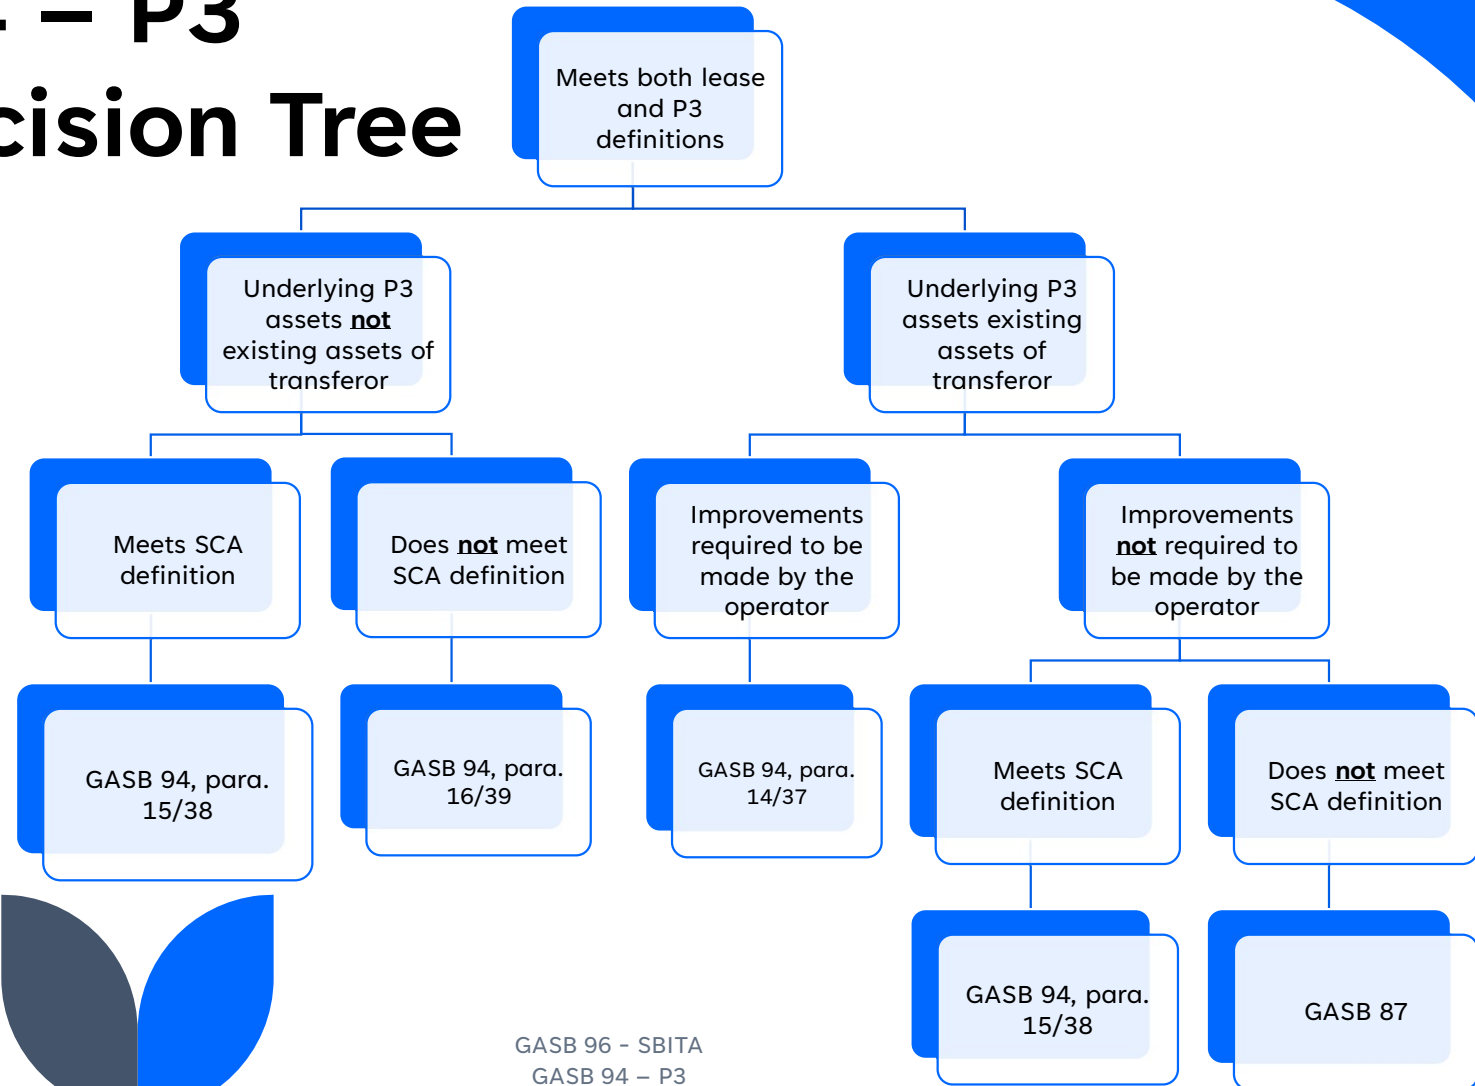 – P3
cision Tree
Meets both lease
and P3
definitions
Underlying P3
assets not
existing assets of
transferor
Underlying P3
assets existing
assets of
transferor
Meets SCA
definition
Does not meet
SCA definition
Improvements
required to be
made by the
operator
Improvements
not required to
be made by the
operator
GASB 94, para.
15/38
GASB 94, para.
16/39
GASB 94, para.
14/37
Meets SCA
definition
Does not meet
SCA definition
GASB 94, para.
15/38
GASB 87
GASB 96 - SBITA
GASB 94 – P3